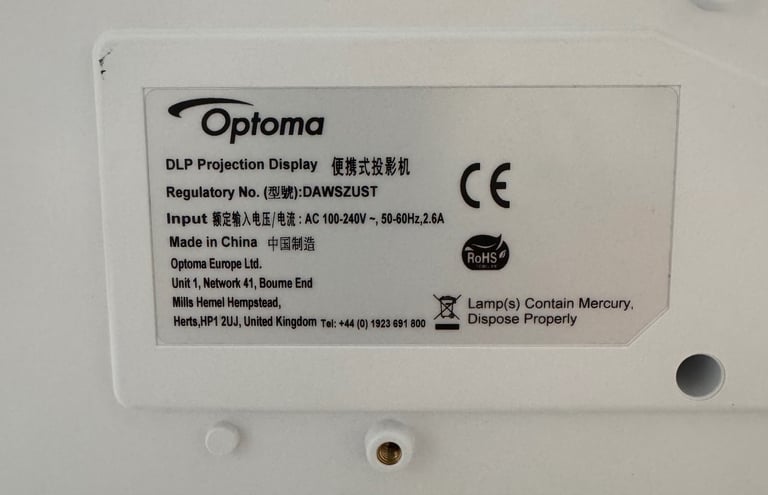 Optoma
DLP Projection Display 便携式投影机
Regulatory No. (型號):DAWSZUST
Input 额定输入电压/电流 : AC 100-240V ~, 50-60Hz,2.6A
Made in China 中国制造
Optoma Europe Ltd.
Unit 1, Network 41, Bourne End
Mills Hemel Hempstead,
Herts,HP1 2UJ, United Kingdom Tel: +44 (0) 1923 691 800
CE
RoHS
Lamp(s) Contain Mercury,
Dispose Properly